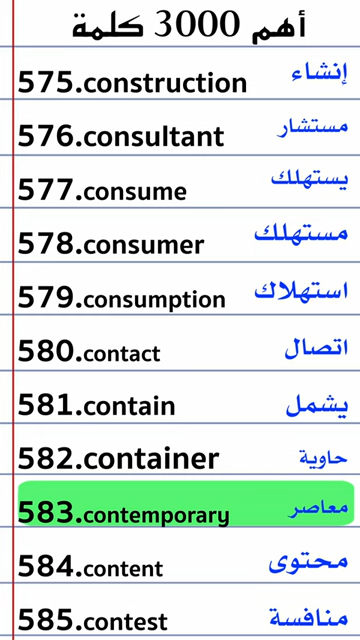 أهم 3000 كلمة
575.construction إنشاء
576.consultant مستشار
577.consume يستهلك
578.consumer مستهلك
579.consumption استهلاك
580.contact اتصال
581.contain يشمل
582.container حاوية
583.contemporary معاصر
584.content محتوى
585.contest منافسة